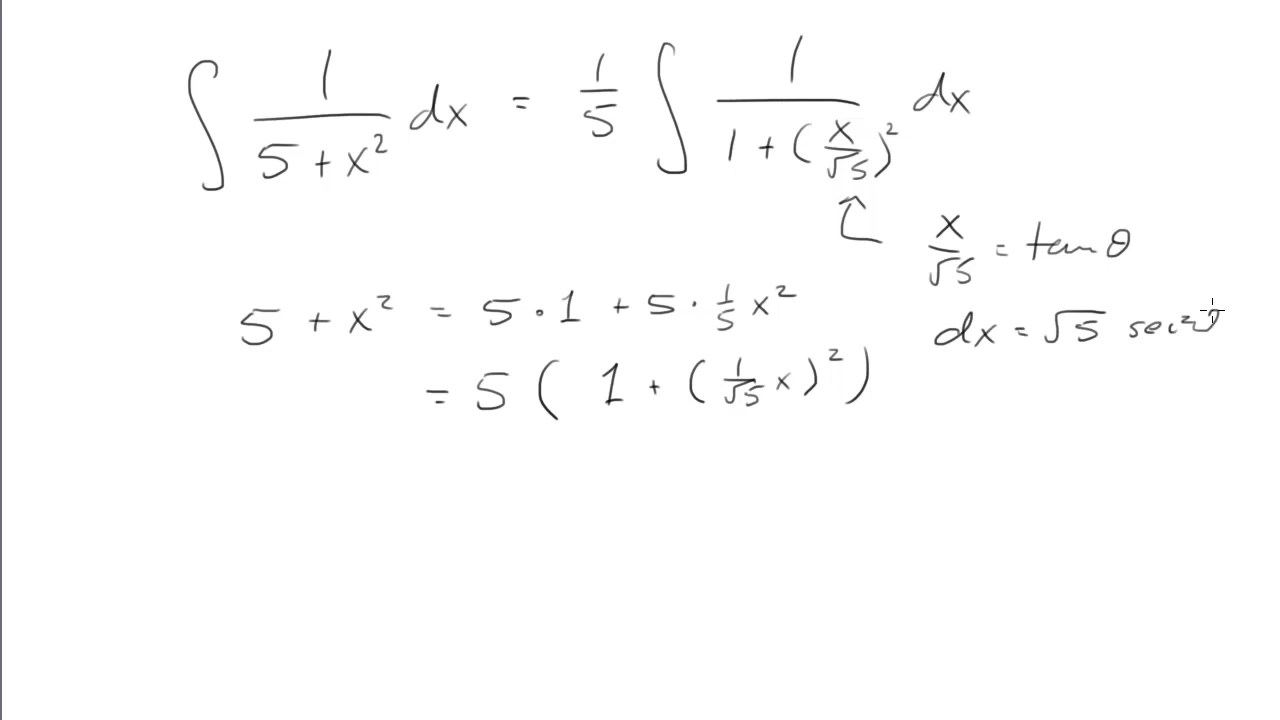 ∫ 1/(5 + x²) dx = 1/5 ∫ 1/(1 + (x/√5)²) dx
x/√5 = tan θ
5 + x² = 5 · 1 + 5 · 1/5 x²
dx = √5 sec²θ
= 5 ( 1 + (1/√5 x)² )